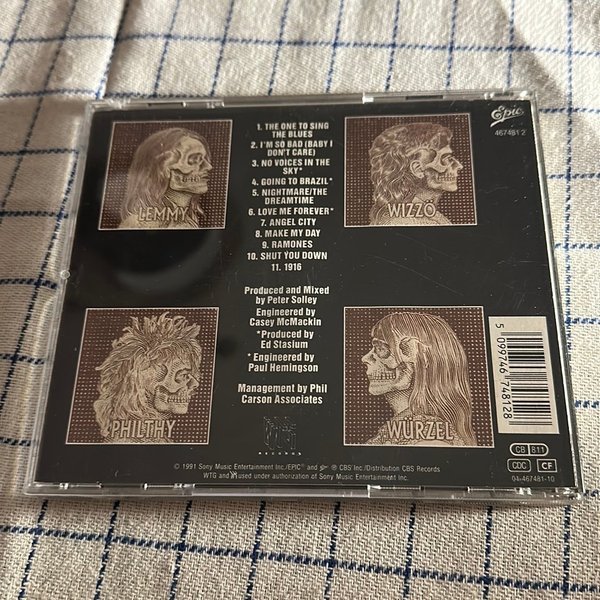 Epic
467481 2
1. THE ONE TO SING
THE BLUES
2. I'M SO BAD (BABY I
DON'T CARE)
3. NO VOICES IN THE
SKY*
4. GOING TO BRAZIL*
5. NIGHTMARE/THE
DREAMTIME
6. LOVE ME FOREVER*
7. ANGEL CITY
8. MAKE MY DAY
9. RAMONES
10. SHUT YOU DOWN
11. 1916
LEMMY
WIZZÖ
Produced and Mixed
by Peter Solley
Engineered by
Casey McMackin
*Produced by
Ed Stasium
* Engineered by
Paul Hemingson
Management by Phil
Carson Associates
PHILTHY
WURZEL
5 099746 748128
RECORDS
CB 811
CDC CF
04-467481-10
© 1991 Sony Music Entertainment Inc./EPIC® and ℗ CBS Inc./Distribution CBS Records
WTG and used under authorization of Sony Music Entertainment Inc.